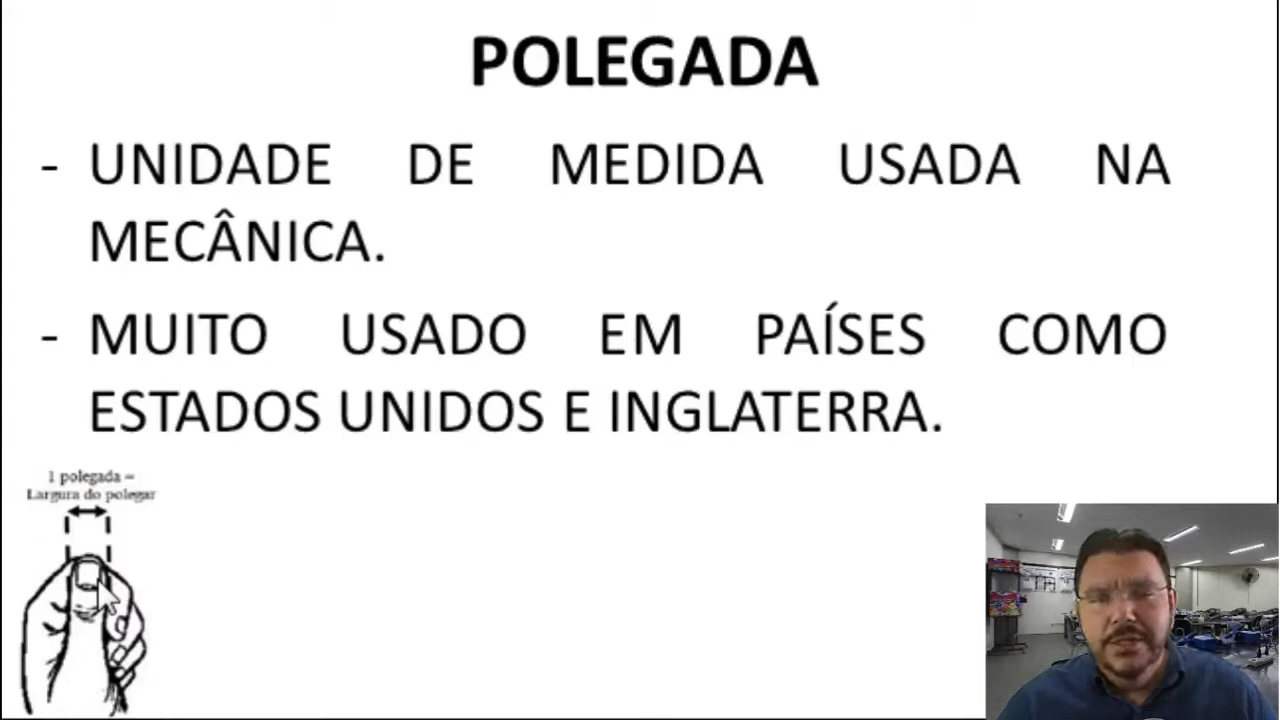 POLEGADA
- UNIDADE DE MEDIDA USADA NA
MECÂNICA.
- MUITO USADO EM PAÍSES COMO
ESTADOS UNIDOS E INGLATERRA.
1 polegada =
Largura do polegar